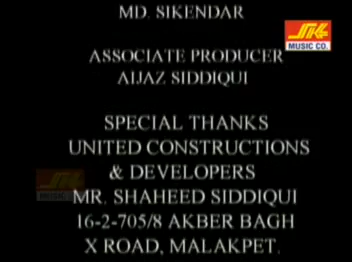 MD. SIKENDAR
MUSIC CO.
ASSOCIATE PRODUCER
AIJAZ SIDDIQUI
SPECIAL THANKS
UNITED CONSTRUCTIONS
& DEVELOPERS
MR. SHAHEED SIDDIQUI
16-2-705/8 AKBER BAGH
X ROAD, MALAKPET.